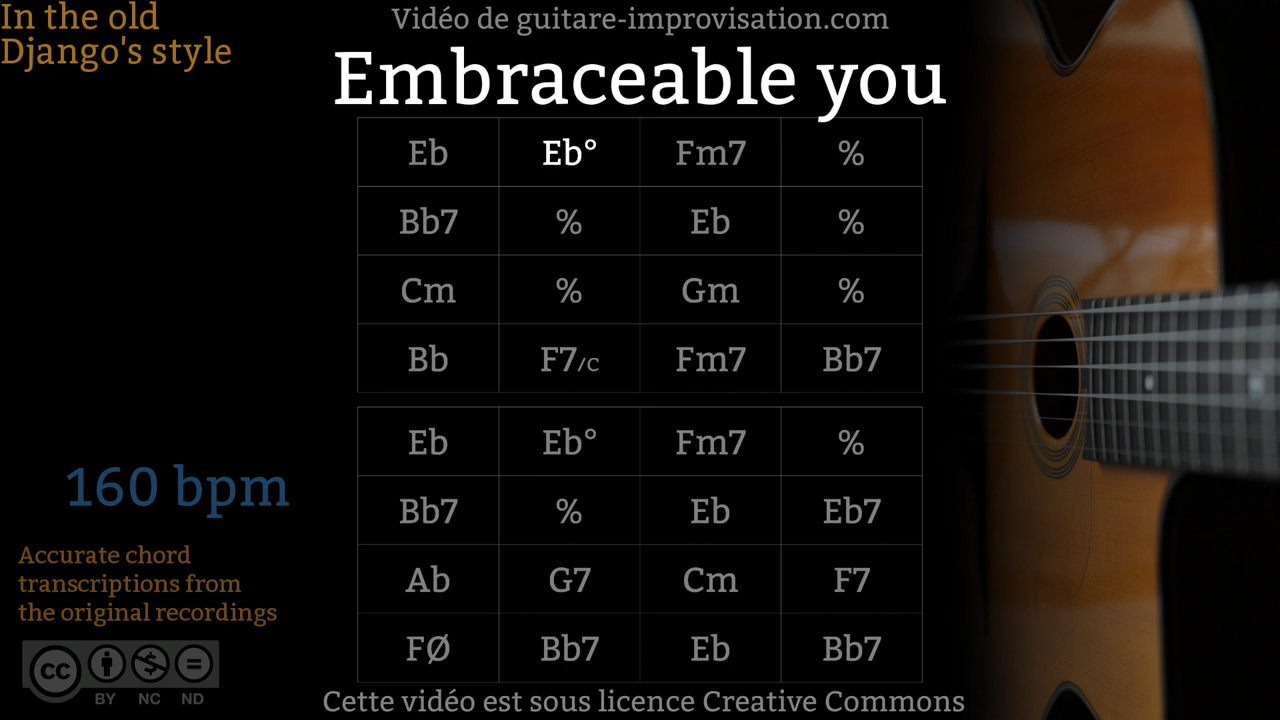 In the old
Django's style
Vidéo de guitare-improvisation.com
Embraceable you
Eb Eb° Fm7 %
Bb7 % Eb %
Cm % Gm %
Bb F7/C Fm7 Bb7
Eb Eb° Fm7 %
Bb7 % Eb Eb7
Ab G7 Cm F7
FØ Bb7 Eb Bb7
160 bpm
Accurate chord
transcriptions from
the original recordings
cc
BY NC ND
Cette vidéo est sous licence Creative Commons